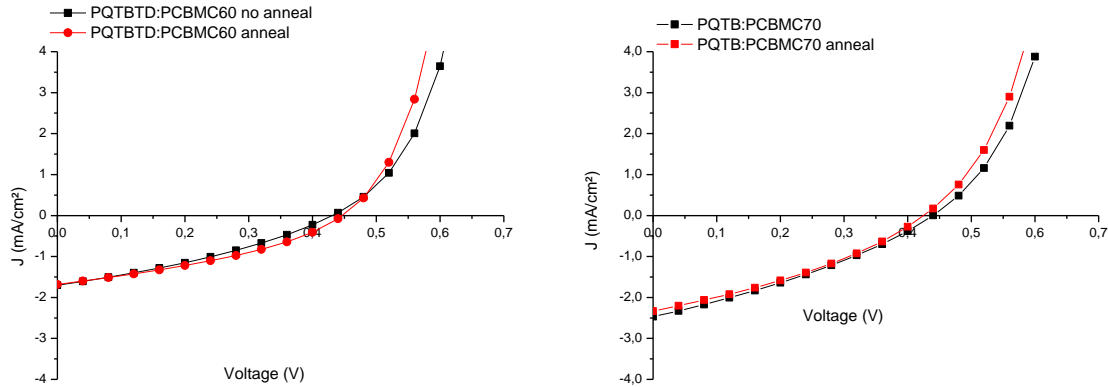 PQTBTD:PCBMC60 no anneal
PQTBTD:PCBMC60 anneal
4
3
2
1
0
-1
-2
-3
-4
0,0 0,1 0,2 0,3 0,4 0,5 0,6 0,7
J (mA/cm²)
Voltage (V)
PQTB:PCBMC70
PQTB:PCBMC70 anneal
4,0
3,0
2,0
1,0
0,0
-1,0
-2,0
-3,0
-4,0
0,0 0,1 0,2 0,3 0,4 0,5 0,6 0,7
J (mA/cm²)
Voltage (V)